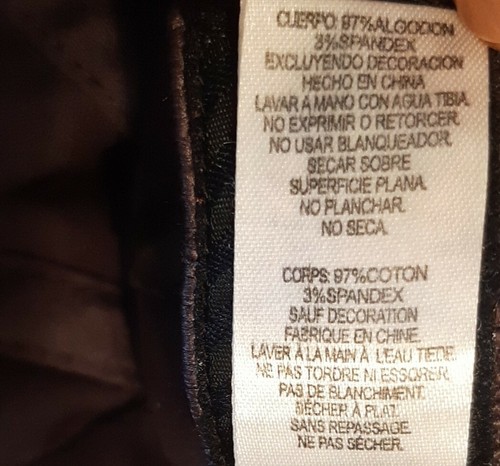 CUERPO: 97%ALGODON
3%SPANDEX
EXCLUYENDO DECORACION
HECHO EN CHINA
LAVAR A MANO CON AGUA TIBIA.
NO EXPRIMIR O RETORCER.
NO USAR BLANQUEADOR.
SECAR SOBRE
SUPERFICIE PLANA.
NO PLANCHAR.
NO SECA.
CORPS: 97%COTON
3%SPANDEX
SAUF DECORATION
FABRIQUE EN CHINE.
LAVER À LA MAIN À L'EAU TIEDE.
NE PAS TORDRE NI ESSORER.
PAS DE BLANCHIMENT.
SÉCHER À PLAT.
SANS REPASSAGE.
NE PAS SÉCHER.